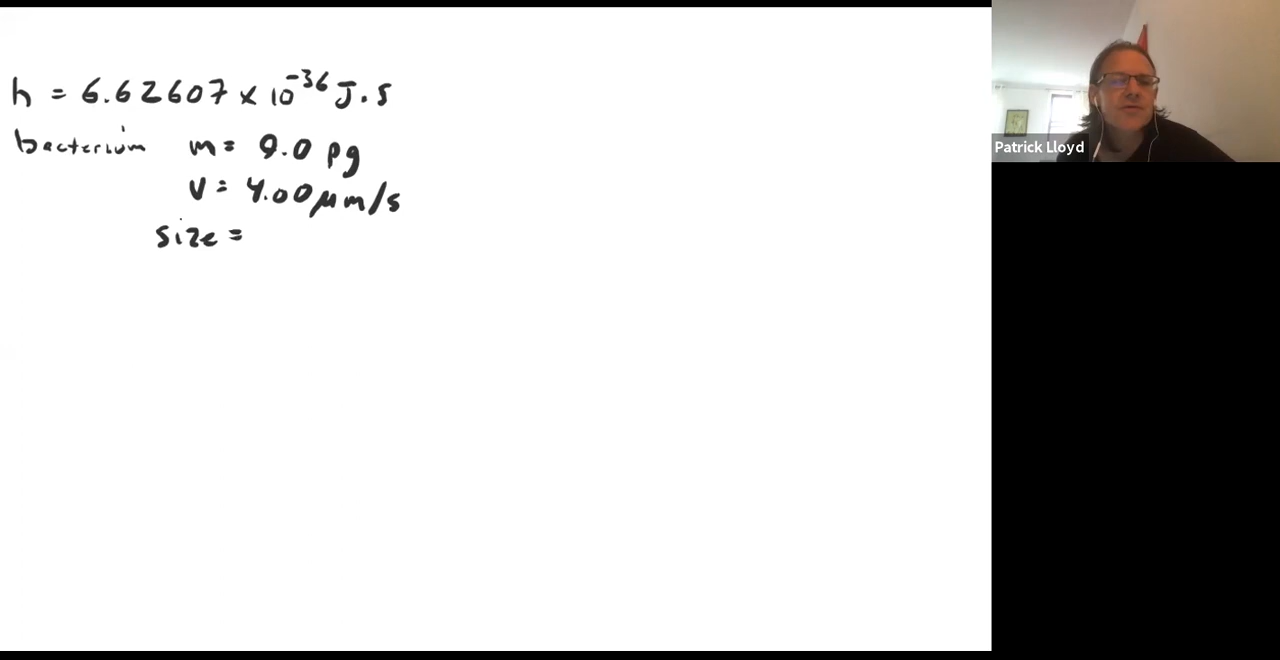 h = 6.62607 × 10⁻³⁶ J·s
bacterium m = 9.0 pg
v = 4.00 μm/s
size =
Patrick Lloyd